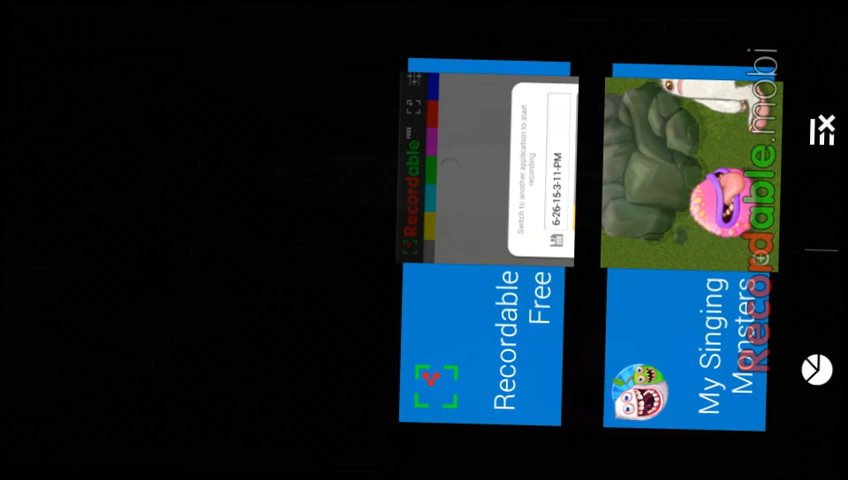 Recordable FREE
Switch to another application to start
recording
6-26-15-3-11-PM
Recordable
Free
My Singing
Monsters
Recordable.mobi